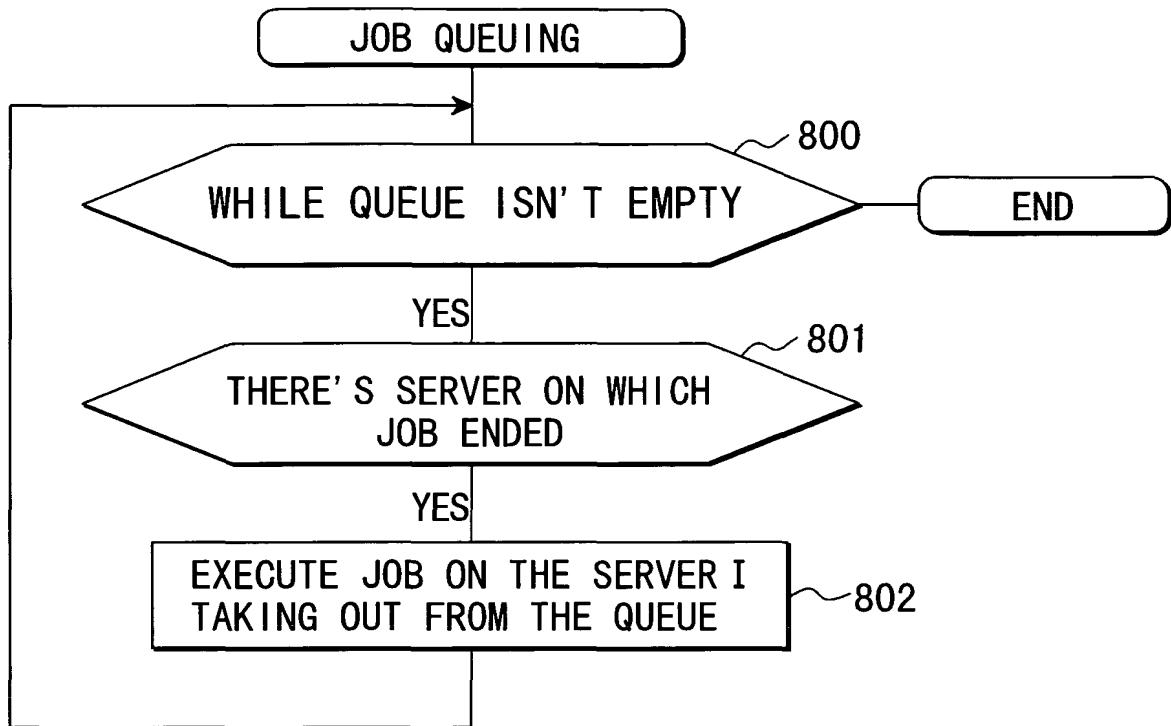 JOB QUEUING
800
WHILE QUEUE ISN'T EMPTY
END
YES
801
THERE'S SERVER ON WHICH
JOB ENDED
YES
EXECUTE JOB ON THE SERVER I
TAKING OUT FROM THE QUEUE
802